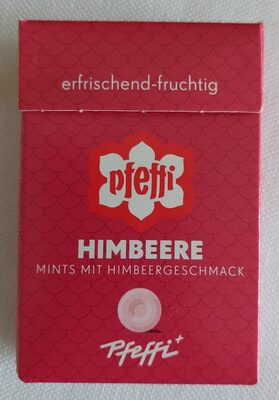 erfrischend-fruchtig
pfeffi
HIMBEERE
MINTS MIT HIMBEERGESCHMACK
Pfeffi+